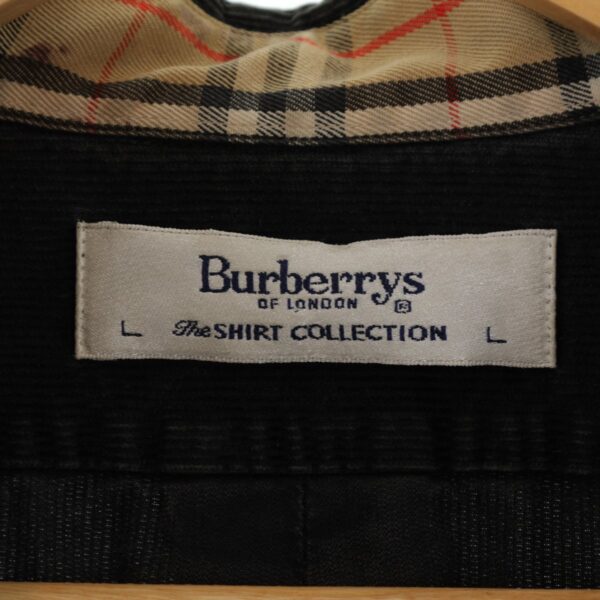 Burberrys
OF LONDON
L The SHIRT COLLECTION L